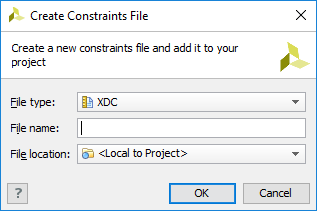 Create Constraints File
Create a new constraints file and add it to your
project
File type: XDC
File name:
File location: <Local to Project>
? OK Cancel